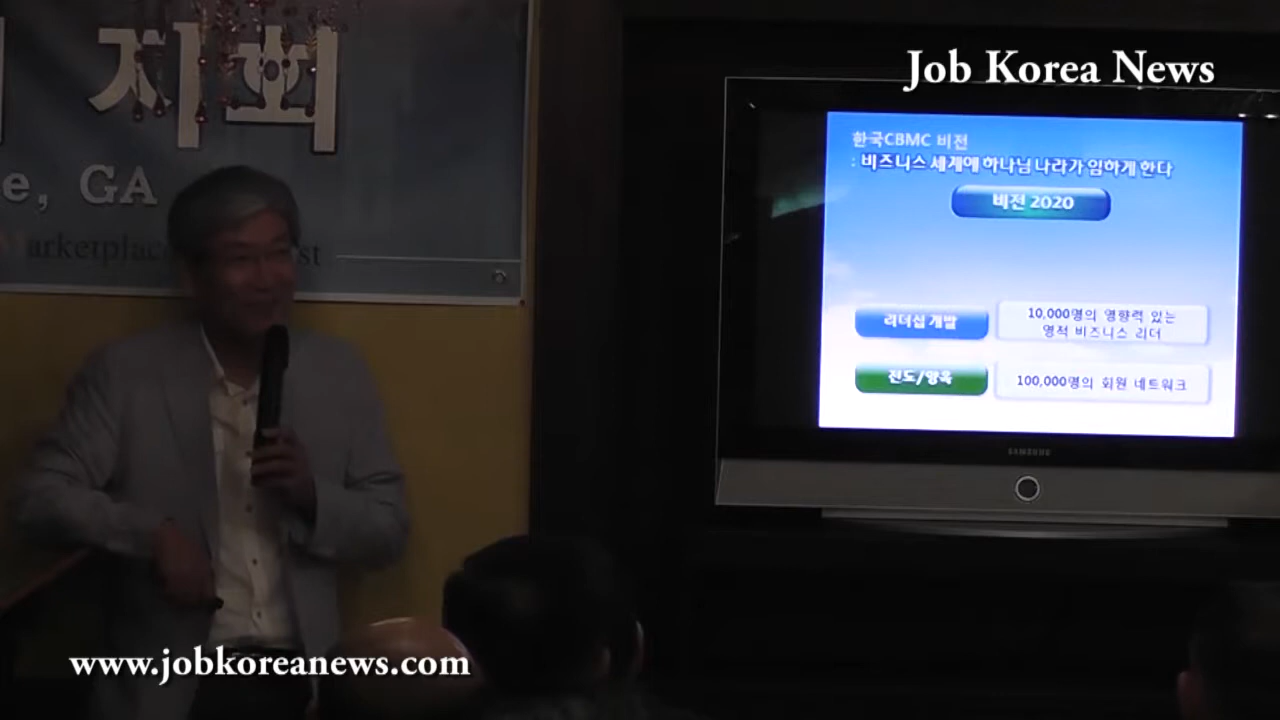 지회
e, GA
arketplac
st
Job Korea News
한국CBMC 비전
: 비즈니스 세계에 하나님 나라가 임하게 한다
비전 2020
리더십 개발
10,000명의 영향력 있는
영적 비즈니스 리더
전도/양육
100,000명의 회원 네트워크
SAMSUNG
www.jobkoreanews.com